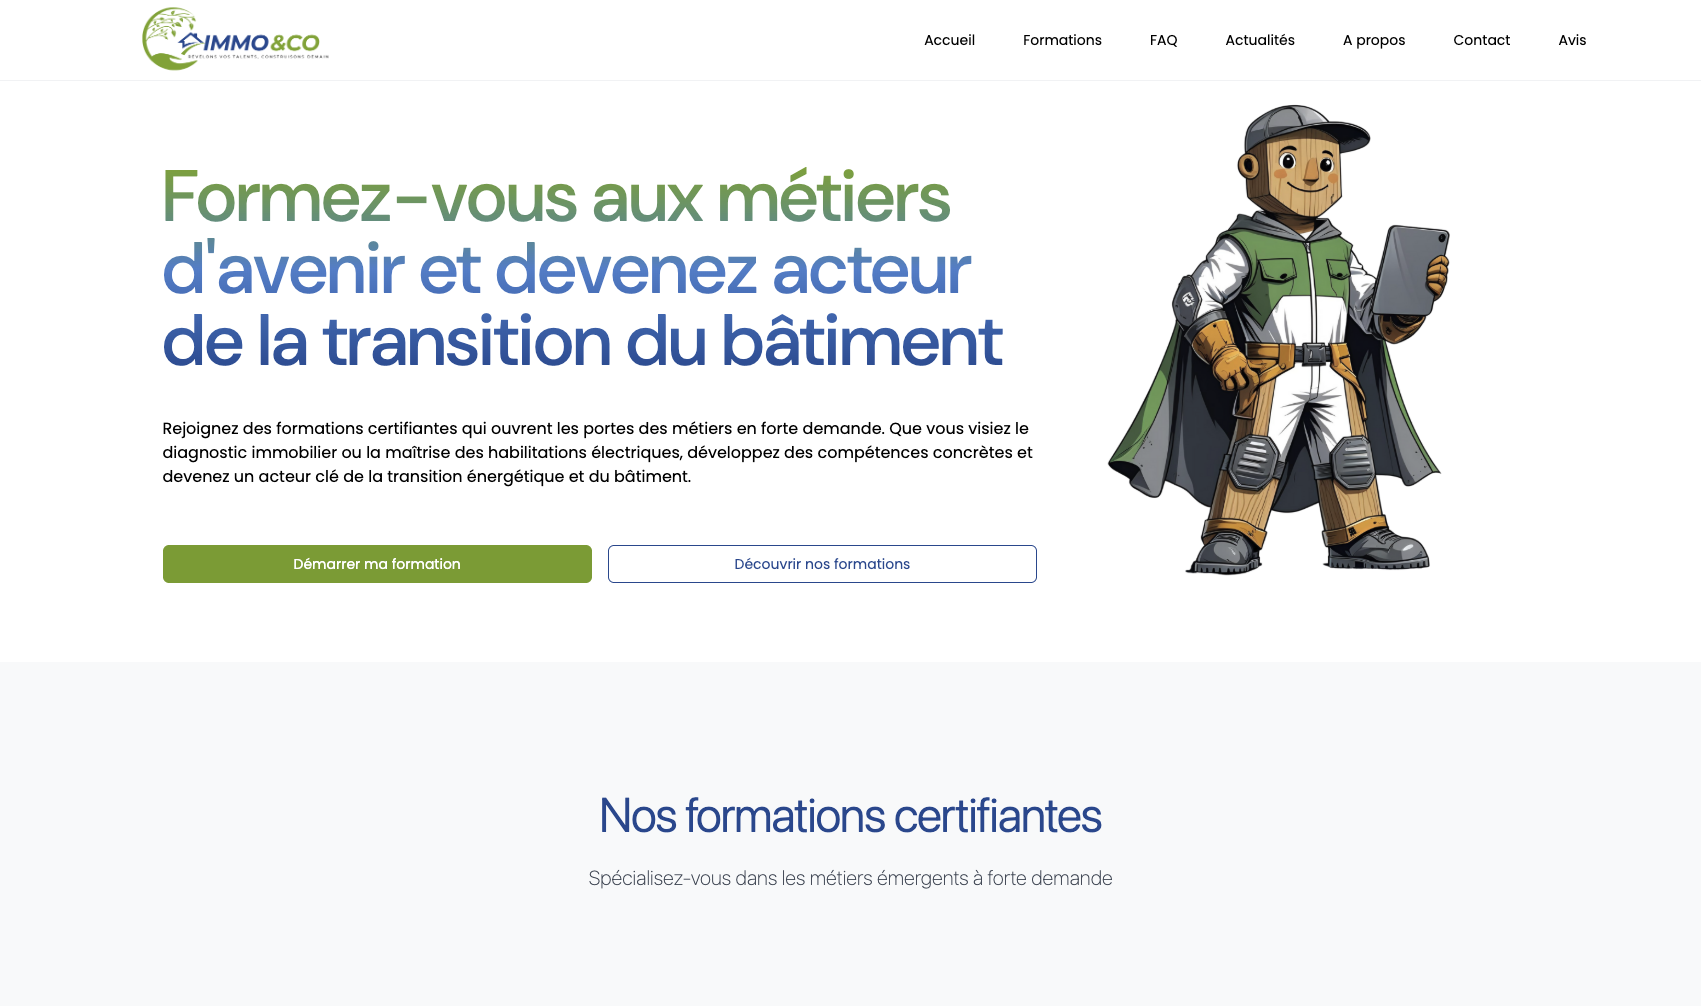 IMMO&CO
RÉVÉLONS VOS TALENTS, CONSTRUISONS DEMAIN
Accueil
Formations
FAQ
Actualités
A propos
Contact
Avis
Formez-vous aux métiers
d'avenir et devenez acteur
de la transition du bâtiment
Rejoignez des formations certifiantes qui ouvrent les portes des métiers en forte demande. Que vous visiez le
diagnostic immobilier ou la maîtrise des habilitations électriques, développez des compétences concrètes et
devenez un acteur clé de la transition énergétique et du bâtiment.
Démarrer ma formation
Découvrir nos formations
Nos formations certifiantes
Spécialisez-vous dans les métiers émergents à forte demande